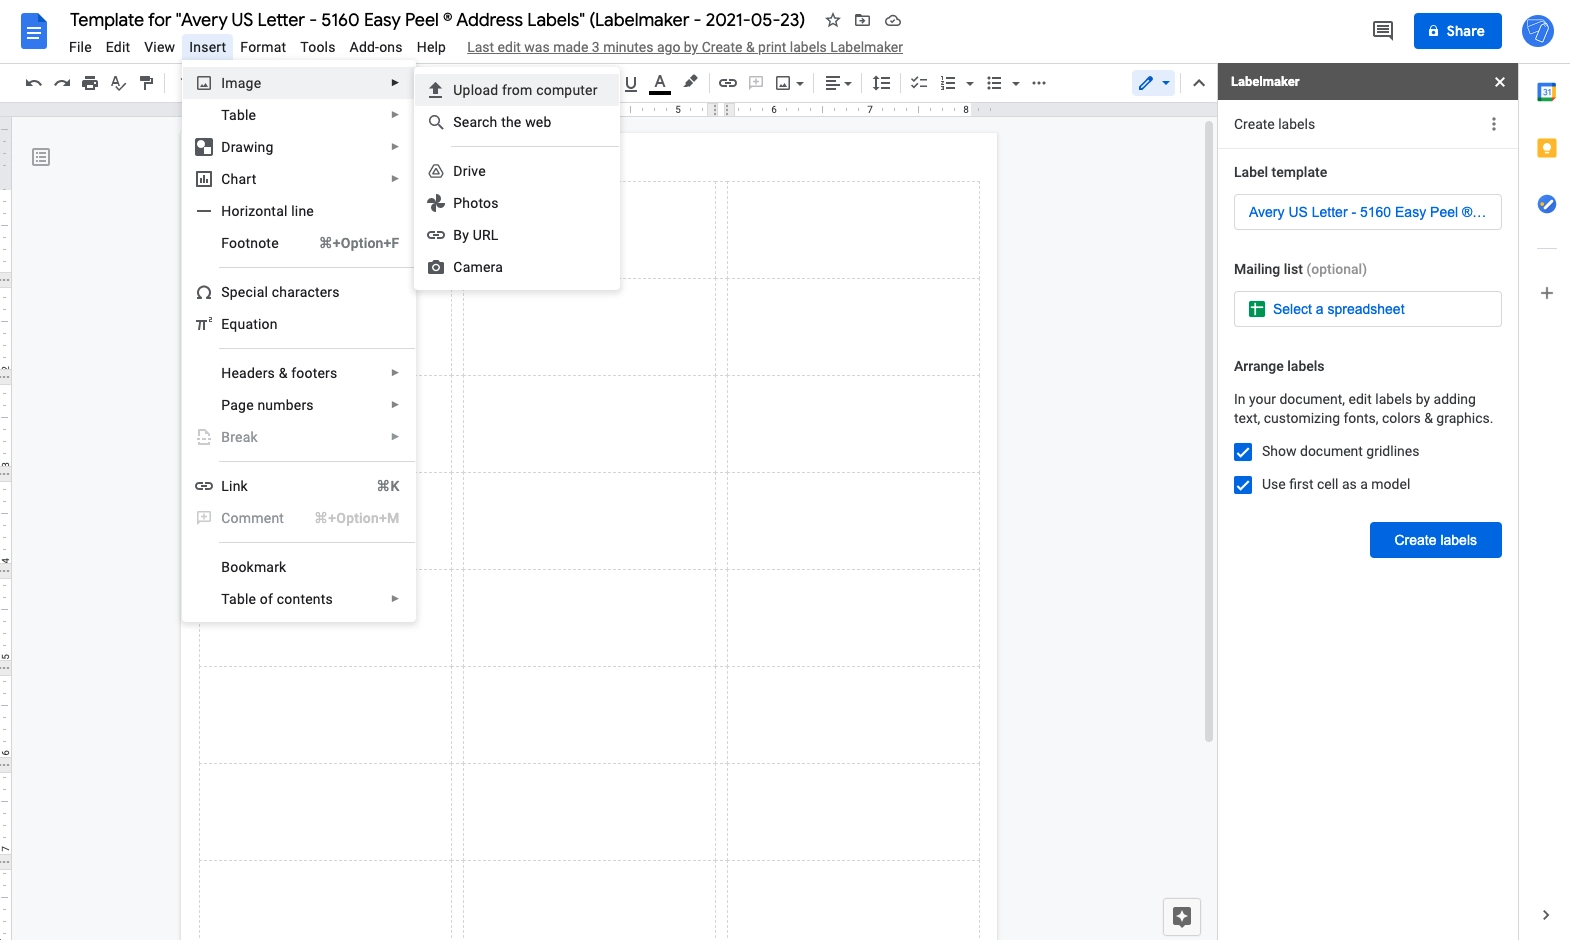 Template for "Avery US Letter - 5160 Easy Peel ® Address Labels" (Labelmaker - 2021-05-23)
File Edit View Insert Format Tools Add-ons Help Last edit was made 3 minutes ago by Create & print labels Labelmaker
Share
U A
5 6 7 8
Image
Table
Drawing
Chart
Horizontal line
Footnote ⌘+Option+F
Special characters
Equation
Headers & footers
Page numbers
Break
Link ⌘K
Comment ⌘+Option+M
Bookmark
Table of contents
Upload from computer
Search the web
Drive
Photos
By URL
Camera
2
3
4
5
6
7
Labelmaker
Create labels
Label template
Avery US Letter - 5160 Easy Peel ®...
Mailing list (optional)
Select a spreadsheet
Arrange labels
In your document, edit labels by adding
text, customizing fonts, colors & graphics.
Show document gridlines
Use first cell as a model
Create labels
31